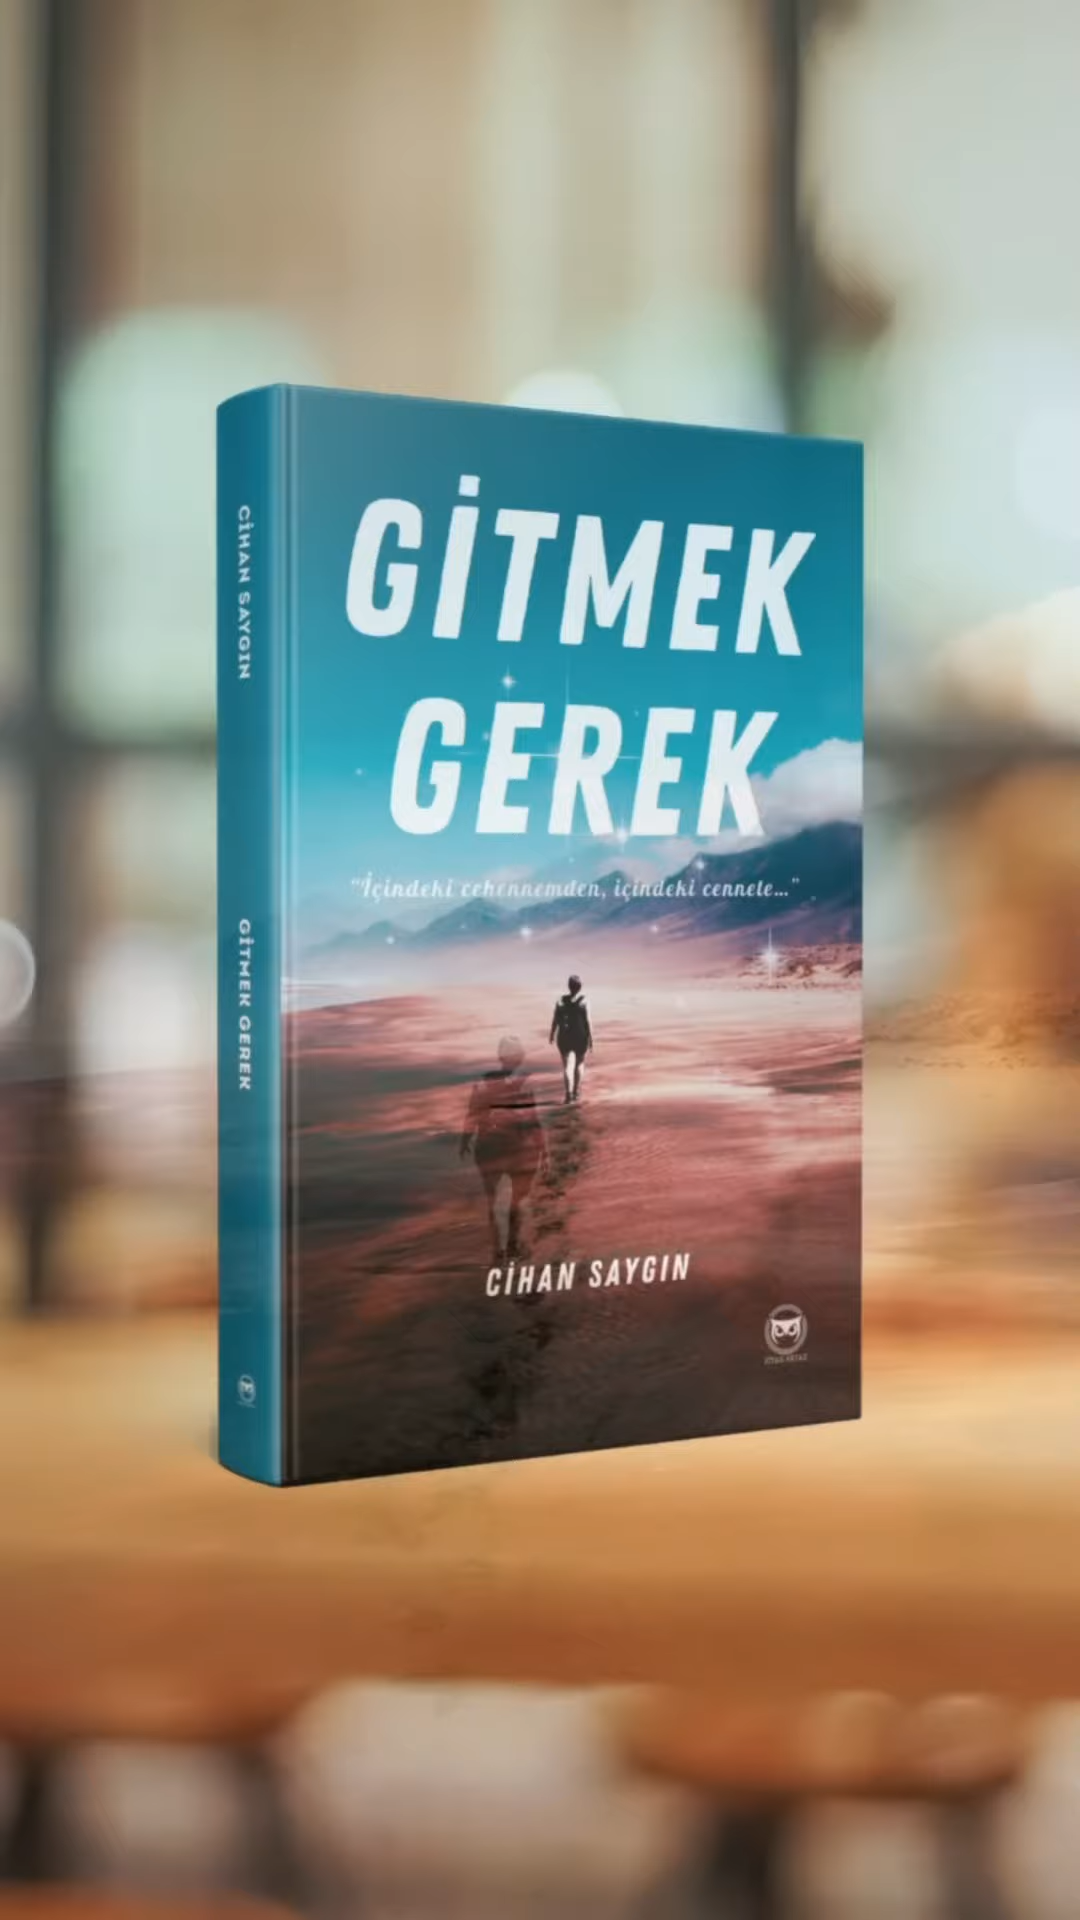 GİTMEK
GEREK
"İçindeki cehennemden, içindeki cennete..."
CİHAN SAYGIN
CİHAN SAYGIN
GİTMEK GEREK